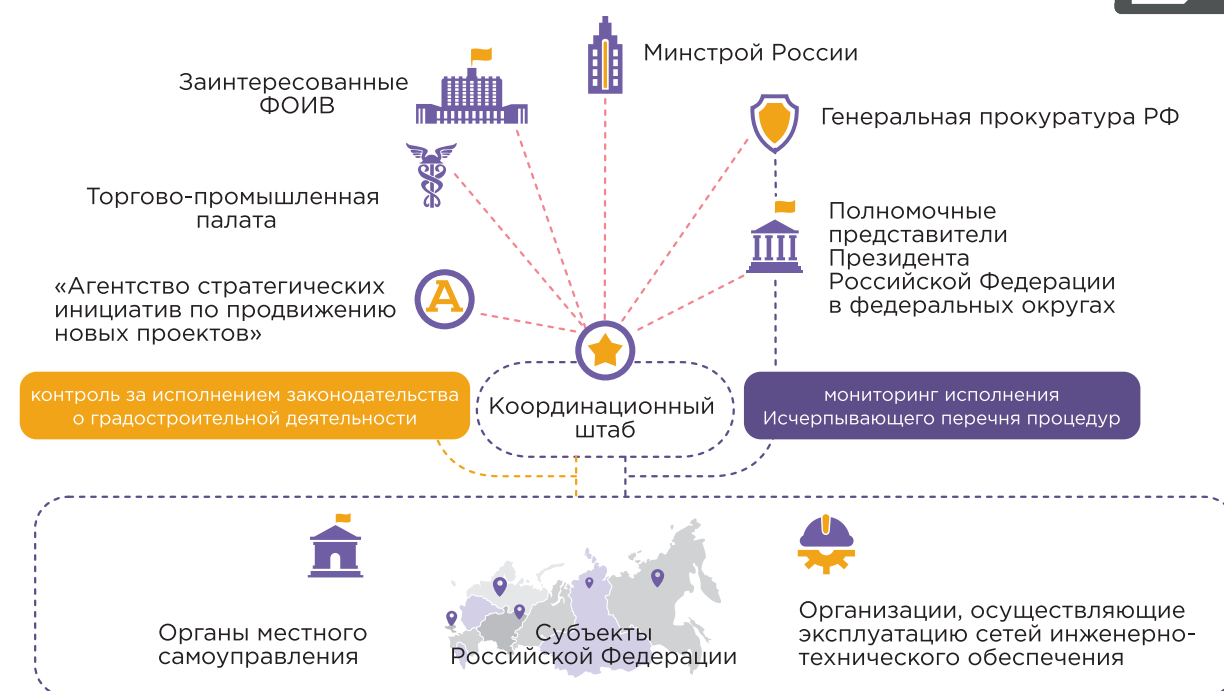 Минстрой России
Заинтересованные
ФОИВ
Генеральная прокуратура РФ
Торгово-промышленная
палата
Полномочные
представители
Президента
Российской Федерации
в федеральных округах
«Агентство стратегических
инициатив по продвижению
новых проектов»
А
контроль за исполнением законодательства
о градостроительной деятельности
Координационный
штаб
мониторинг исполнения
Исчерпывающего перечня процедур
Органы местного
самоуправления
Субъекты
Российской Федерации
Организации, осуществляющие
эксплуатацию сетей инженерно-
технического обеспечения